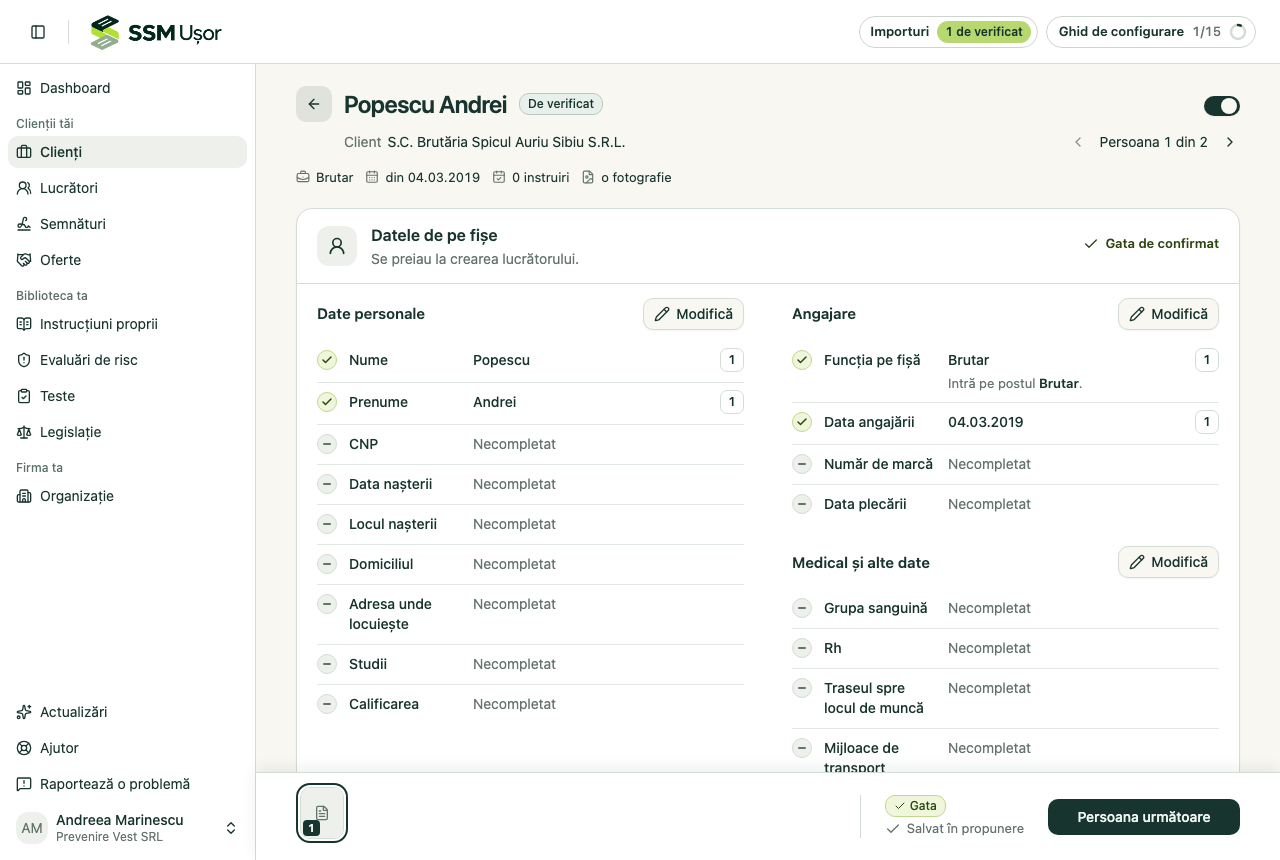 SSM Ușor
Importuri 1 de verificat
Ghid de configurare 1/15
Dashboard
Clienții tăi
Clienți
Lucrători
Semnături
Oferte
Biblioteca ta
Instrucțiuni proprii
Evaluări de risc
Teste
Legislație
Firma ta
Organizație
Actualizări
Ajutor
Raportează o problemă
AM
Andreea Marinescu
Prevenire Vest SRL
Popescu Andrei De verificat
Client S.C. Brutăria Spicul Auriu Sibiu S.R.L.
Persoana 1 din 2
Brutar din 04.03.2019 0 instruiri o fotografie
Datele de pe fișe
Se preiau la crearea lucrătorului.
Gata de confirmat
Date personale Modifică
Nume Popescu 1
Prenume Andrei 1
CNP Necompletat
Data nașterii Necompletat
Locul nașterii Necompletat
Domiciliul Necompletat
Adresa unde Necompletat
locuiește
Studii Necompletat
Calificarea Necompletat
Angajare Modifică
Funcția pe fișă Brutar 1
Intră pe postul Brutar.
Data angajării 04.03.2019 1
Număr de marcă Necompletat
Data plecării Necompletat
Medical și alte date Modifică
Grupa sanguină Necompletat
Rh Necompletat
Traseul spre Necompletat
locul de muncă
Mijloace de Necompletat
transport
1
Gata
Salvat în propunere
Persoana următoare